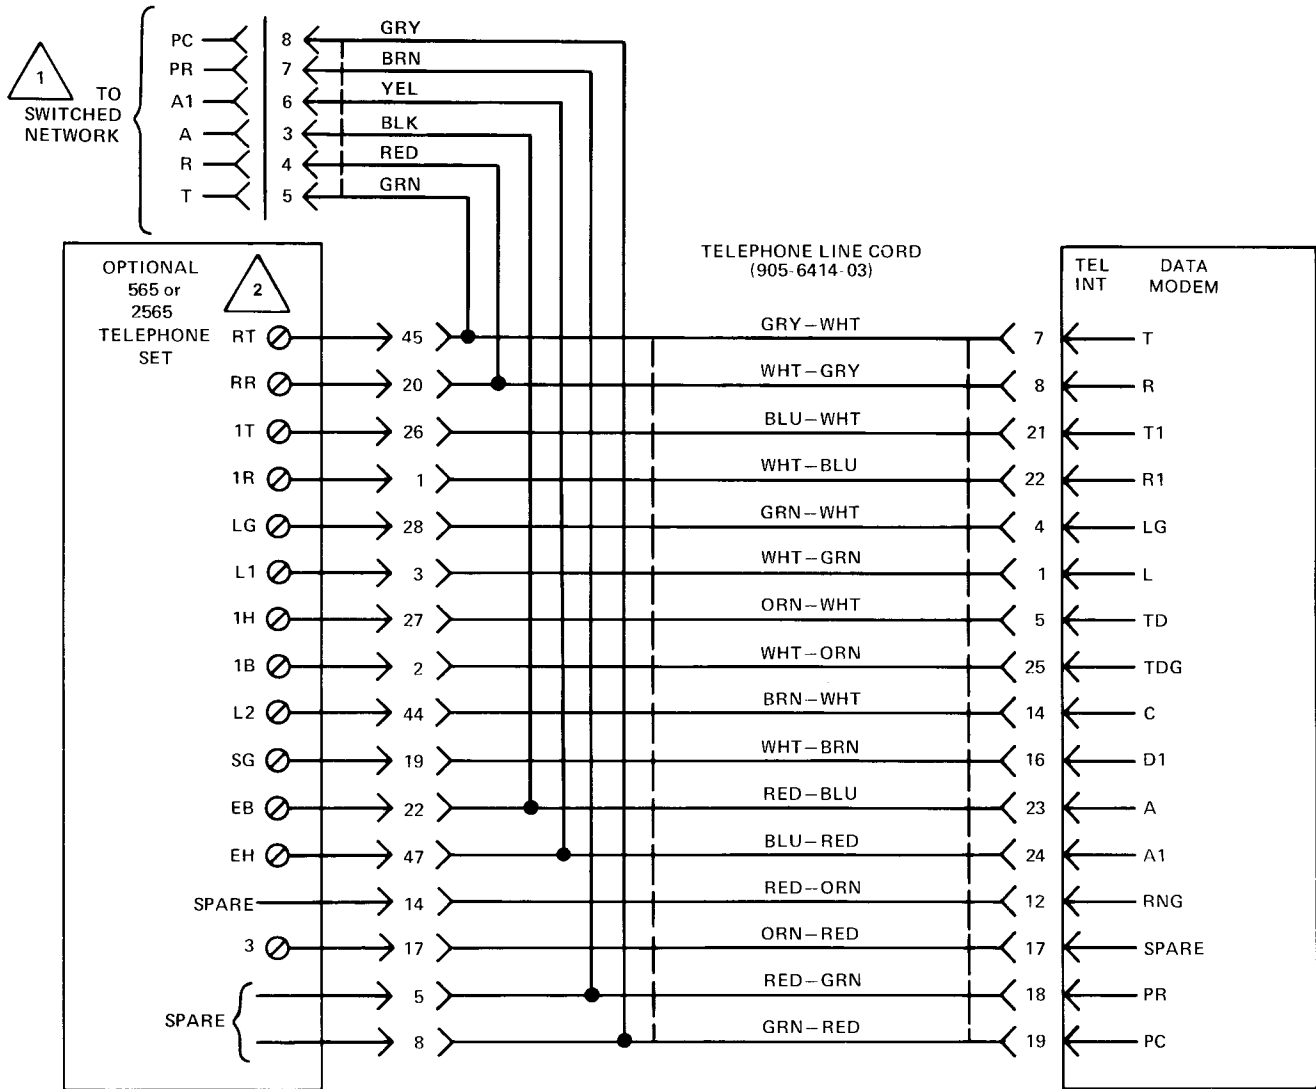 PC 8 GRY
PR 7 BRN
1 TO SWITCHED NETWORK
A1 6 YEL
A 3 BLK
R 4 RED
T 5 GRN
OPTIONAL
565 or
2565
TELEPHONE
SET
2
TELEPHONE LINE CORD
(905-6414-03)
TEL INT
DATA MODEM
RT 45 GRY-WHT 7 T
RR 20 WHT-GRY 8 R
1T 26 BLU-WHT 21 T1
1R 1 WHT-BLU 22 R1
LG 28 GRN-WHT 4 LG
L1 3 WHT-GRN 1 L
1H 27 ORN-WHT 5 TD
1B 2 WHT-ORN 25 TDG
L2 44 BRN-WHT 14 C
SG 19 WHT-BRN 16 D1
EB 22 RED-BLU 23 A
EH 47 BLU-RED 24 A1
SPARE 14 RED-ORN 12 RNG
3 17 ORN-RED 17 SPARE
5 RED-GRN 18 PR
SPARE
8 GRN-RED 19 PC